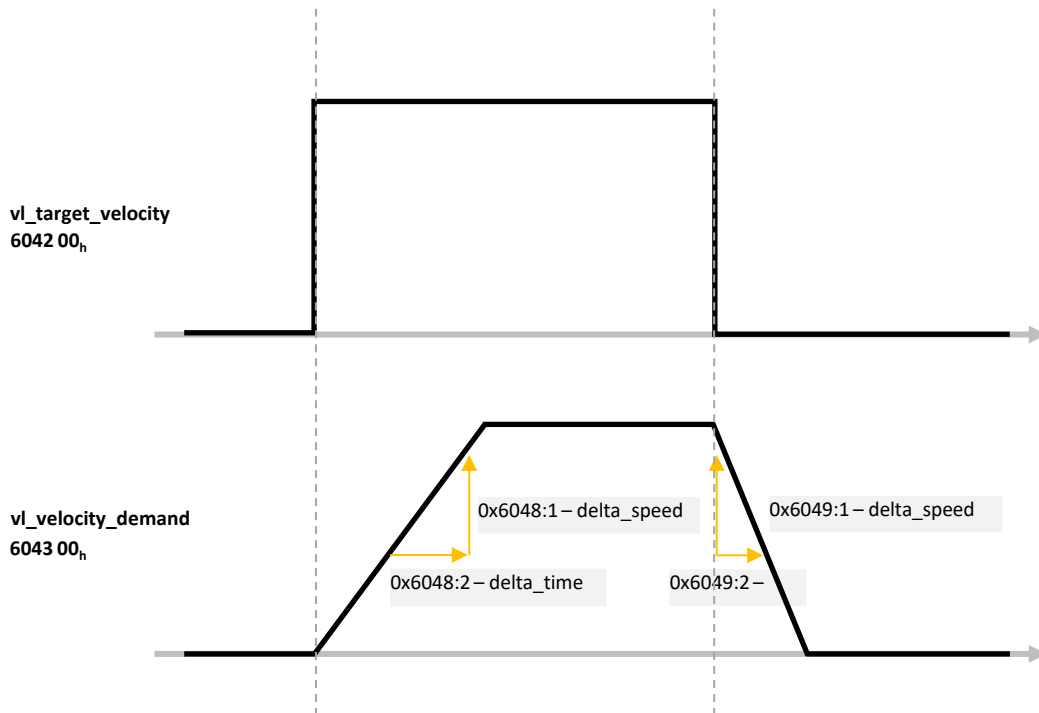 vl_target_velocity
6042 00h
vl_velocity_demand
6043 00h
0x6048:1 – delta_speed
0x6049:1 – delta_speed
0x6048:2 – delta_time
0x6049:2 –